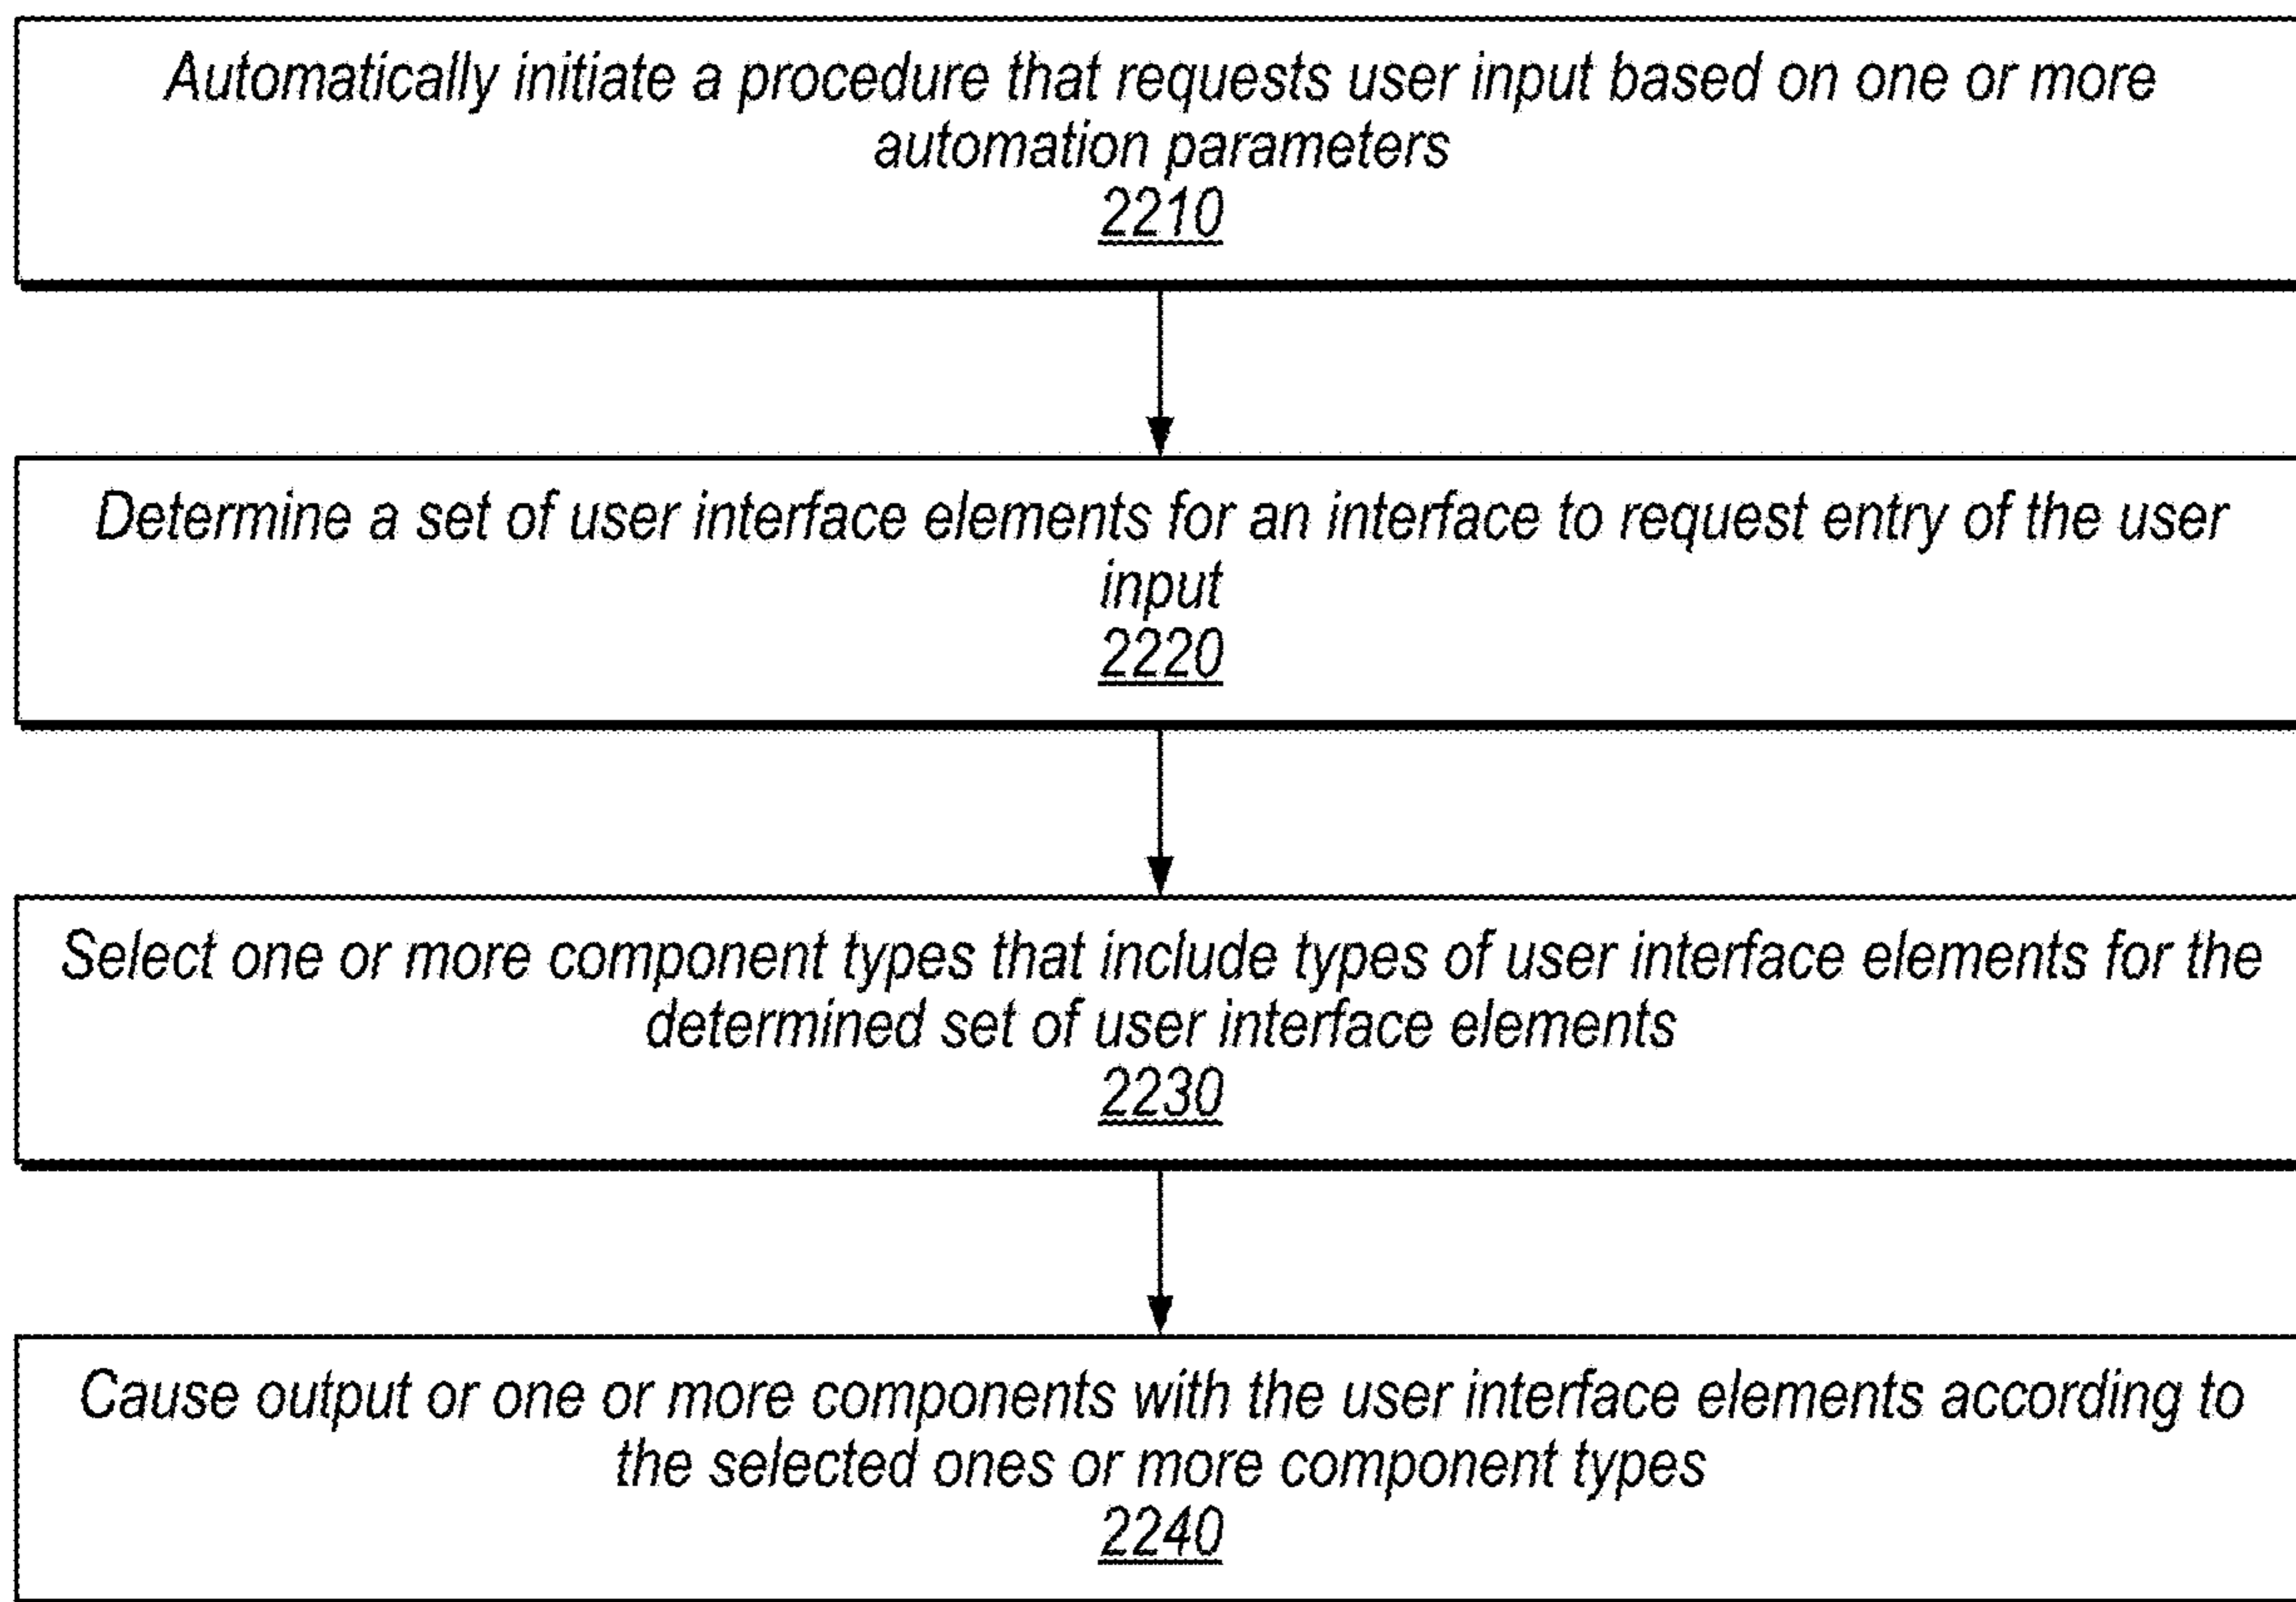 Automatically initiate a procedure that requests user input based on one or more
automation parameters
2210
Determine a set of user interface elements for an interface to request entry of the user
input
2220
Select one or more component types that include types of user interface elements for the
determined set of user interface elements
2230
Cause output or one or more components with the user interface elements according to
the selected ones or more component types
2240